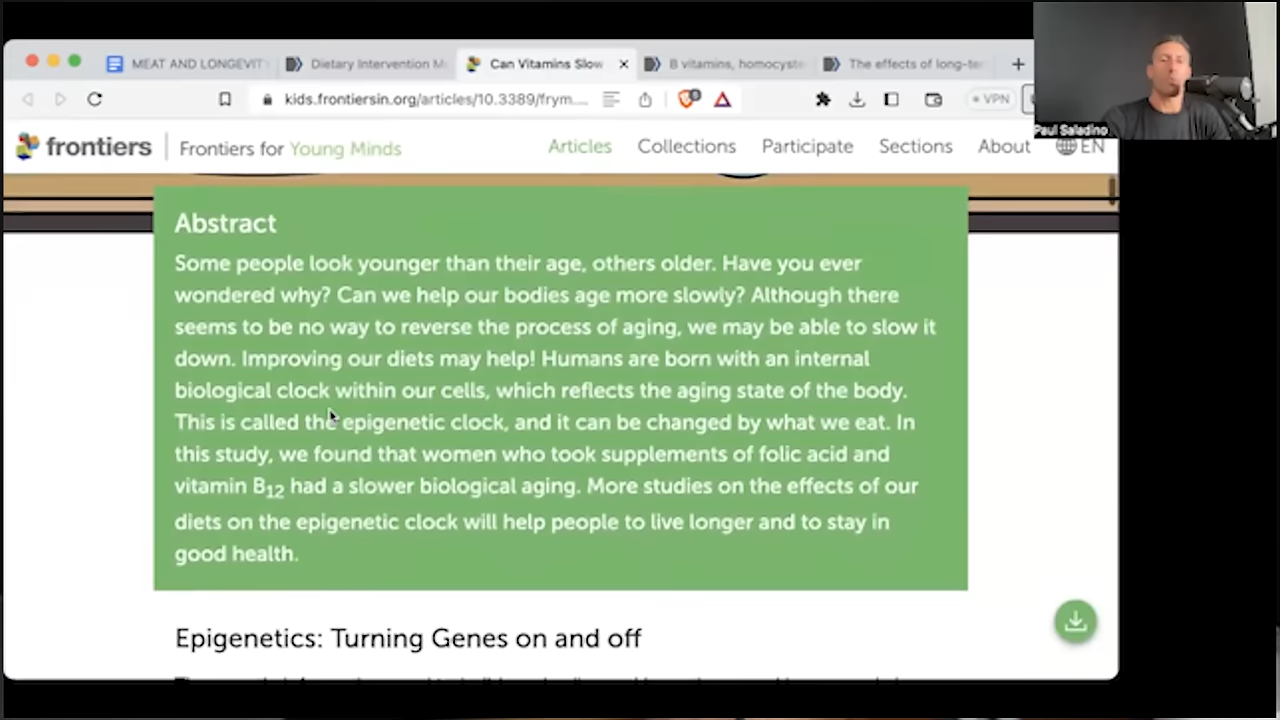 MEAT AND LONGEVIT
Dietary Intervention M
Can Vitamins Slow
B vitamins, homocyste
The effects of long-ter
kids.frontiersin.org/articles/10.3389/frym....
VPN
Paul Saladino
frontiers
Frontiers for Young Minds
Articles
Collections
Participate
Sections
About
EN
Abstract
Some people look younger than their age, others older. Have you ever
wondered why? Can we help our bodies age more slowly? Although there
seems to be no way to reverse the process of aging, we may be able to slow it
down. Improving our diets may help! Humans are born with an internal
biological clock within our cells, which reflects the aging state of the body.
This is called the epigenetic clock, and it can be changed by what we eat. In
this study, we found that women who took supplements of folic acid and
vitamin B12 had a slower biological aging. More studies on the effects of our
diets on the epigenetic clock will help people to live longer and to stay in
good health.
Epigenetics: Turning Genes on and off